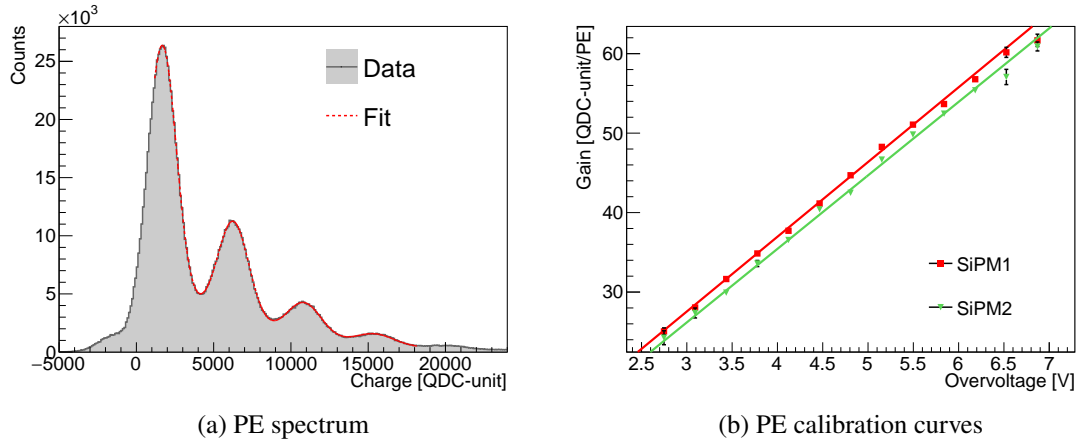 ×10³
Counts
25
20
15
10
5
0
−5000 0 5000 10000 15000 20000
Charge [QDC-unit]
Data
Fit
(a) PE spectrum
Gain [QDC-unit/PE]
60
50
40
30
2.5 3 3.5 4 4.5 5 5.5 6 6.5 7
Overvoltage [V]
SiPM1
SiPM2
(b) PE calibration curves